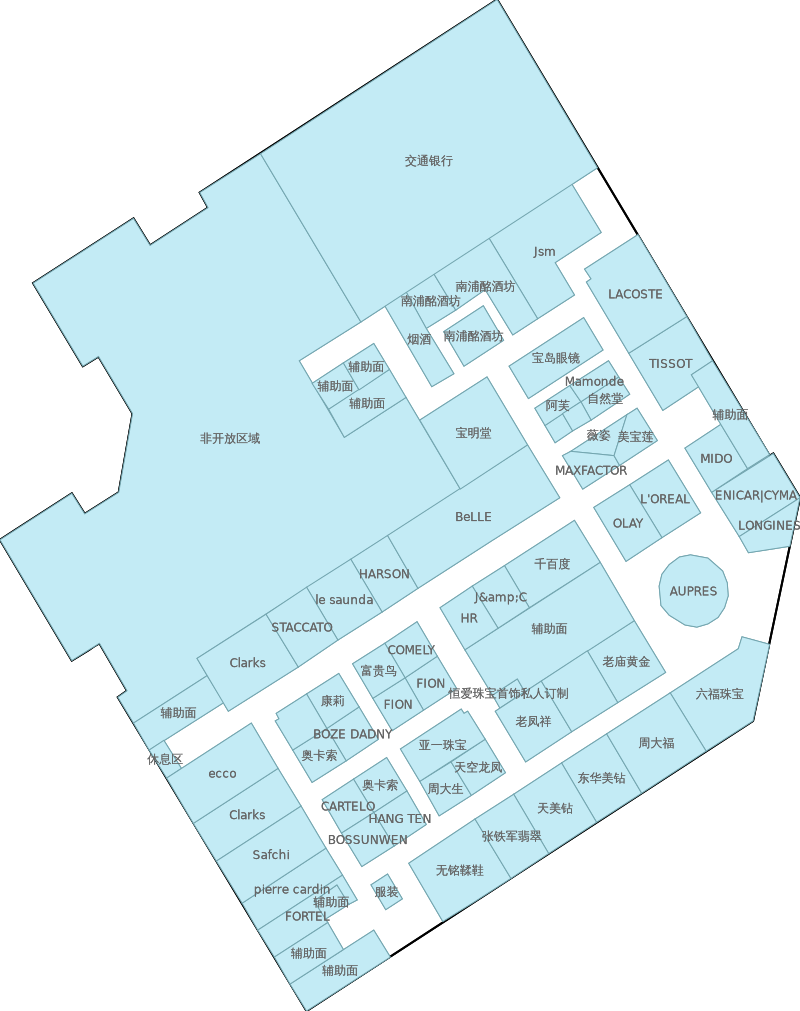 交通银行
Jsm
南浦酩酒坊
南浦酩酒坊
LACOSTE
烟酒
南浦酩酒坊
宝岛眼镜
TISSOT
辅助面
辅助面
辅助面
Mamonde
自然堂
阿芙
辅助面
非开放区域
宝明堂
薇姿
美宝莲
MIDO
MAXFACTOR
ENICAR|CYMA
L'OREAL
OLAY
LONGINES
BeLLE
HARSON
千百度
AUPRES
le saunda
J&amp;C
HR
STACCATO
辅助面
COMELY
Clarks
富贵鸟
老庙黄金
FION
恒爱珠宝首饰私人订制
六福珠宝
康莉
FION
辅助面
老凤祥
BOZE DADNY
亚一珠宝
周大福
奥卡索
休息区
天空龙凤
ecco
东华美钻
奥卡索
周大生
CARTELO
天美钻
Clarks
HANG TEN
张铁军翡翠
BOSSUNWEN
Safchi
无铭鞣鞋
pierre cardin
服装
辅助面
FORTEL
辅助面
辅助面